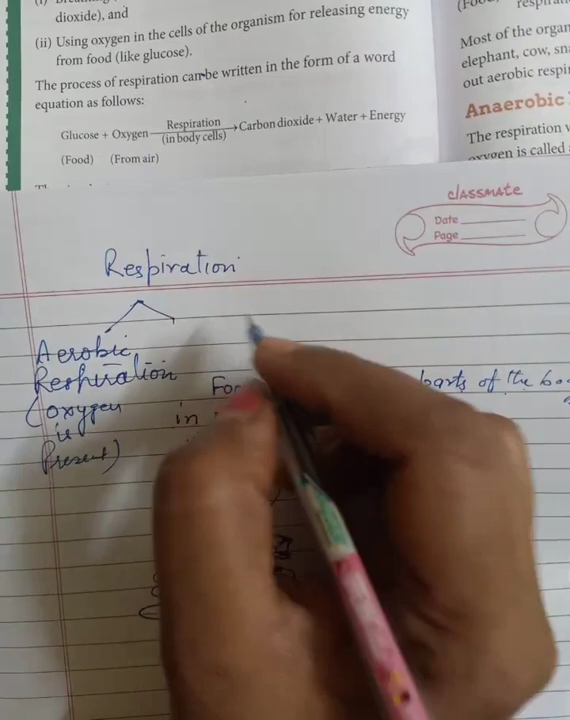 dioxide), and
(ii) Using oxygen in the cells of the organism for releasing energy
from food (like glucose).
The process of respiration can be written in the form of a word
equation as follows:
Glucose + Oxygen Respiration (in body cells) → Carbon dioxide + Water + Energy
(Food) (From air)
Most of the organ
elephant, cow, sn
out aerobic respi
Anaerobic
The respiration
oxygen is called
classmate
Date
Page
Respiration
Aerobic
Respiration
(oxygen
is
Present)
For parts of the bo
in